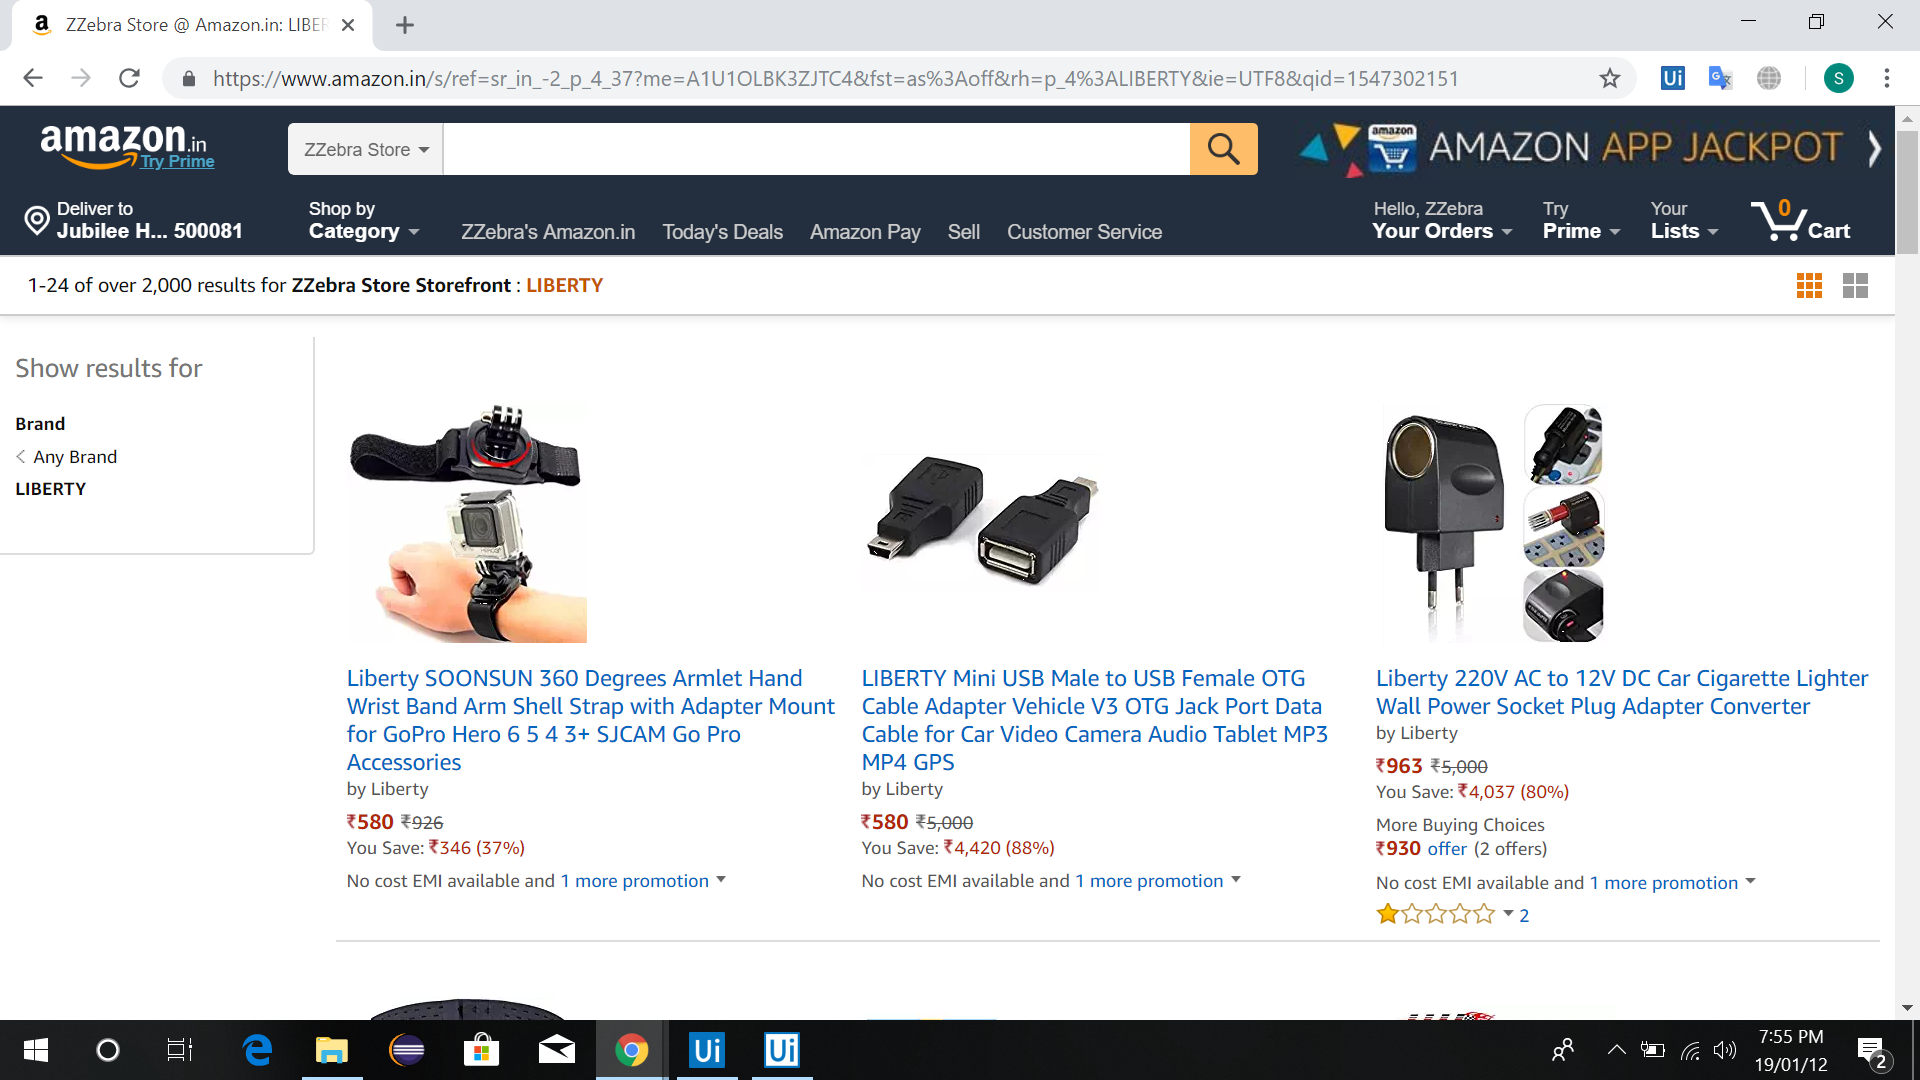 ZZebra Store @ Amazon.in: LIBER
https://www.amazon.in/s/ref=sr_in_-2_p_4_37?me=A1U1OLBK3ZJTC4&fst=as%3Aoff&rh=p_4%3ALIBERTY&ie=UTF8&qid=1547302151
Ui
S
amazon.in
Try Prime
ZZebra Store
amazon
AMAZON APP JACKPOT
Deliver to
Jubilee H... 500081
Shop by
Category
ZZebra's Amazon.in
Today's Deals
Amazon Pay
Sell
Customer Service
Hello, ZZebra
Your Orders
Try
Prime
Your
Lists
0
Cart
1-24 of over 2,000 results for ZZebra Store Storefront : LIBERTY
Show results for
Brand
Any Brand
LIBERTY
Liberty SOONSUN 360 Degrees Armlet Hand
Wrist Band Arm Shell Strap with Adapter Mount
for GoPro Hero 6 5 4 3+ SJCAM Go Pro
Accessories
by Liberty
₹580 ₹926
You Save: ₹346 (37%)
No cost EMI available and 1 more promotion
LIBERTY Mini USB Male to USB Female OTG
Cable Adapter Vehicle V3 OTG Jack Port Data
Cable for Car Video Camera Audio Tablet MP3
MP4 GPS
by Liberty
₹580 ₹5,000
You Save: ₹4,420 (88%)
No cost EMI available and 1 more promotion
Liberty 220V AC to 12V DC Car Cigarette Lighter
Wall Power Socket Plug Adapter Converter
by Liberty
₹963 ₹5,000
You Save: ₹4,037 (80%)
More Buying Choices
₹930 offer (2 offers)
No cost EMI available and 1 more promotion
2
Ui
Ui
7:55 PM
19/01/12
2